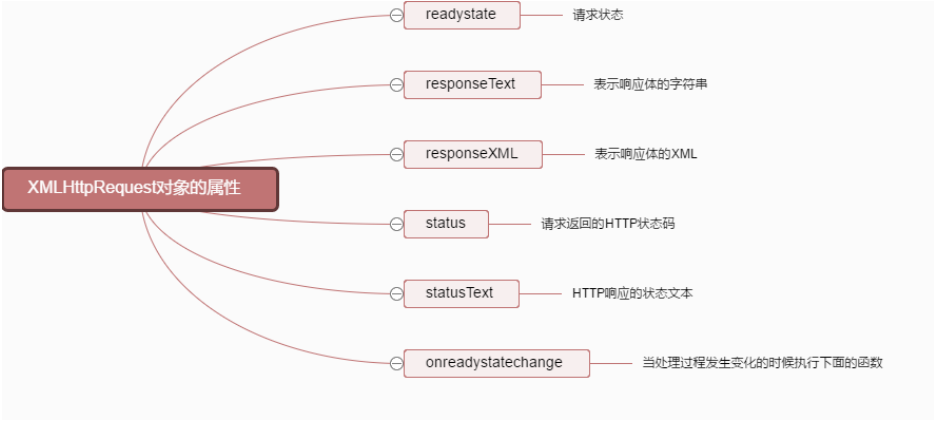 readystate 请求状态
responseText 表示响应体的字符串
responseXML 表示响应体的XML
XMLHttpRequest对象的属性
status 请求返回的HTTP状态码
statusText HTTP响应的状态文本
onreadystatechange 当处理过程发生变化的时候执行下面的函数